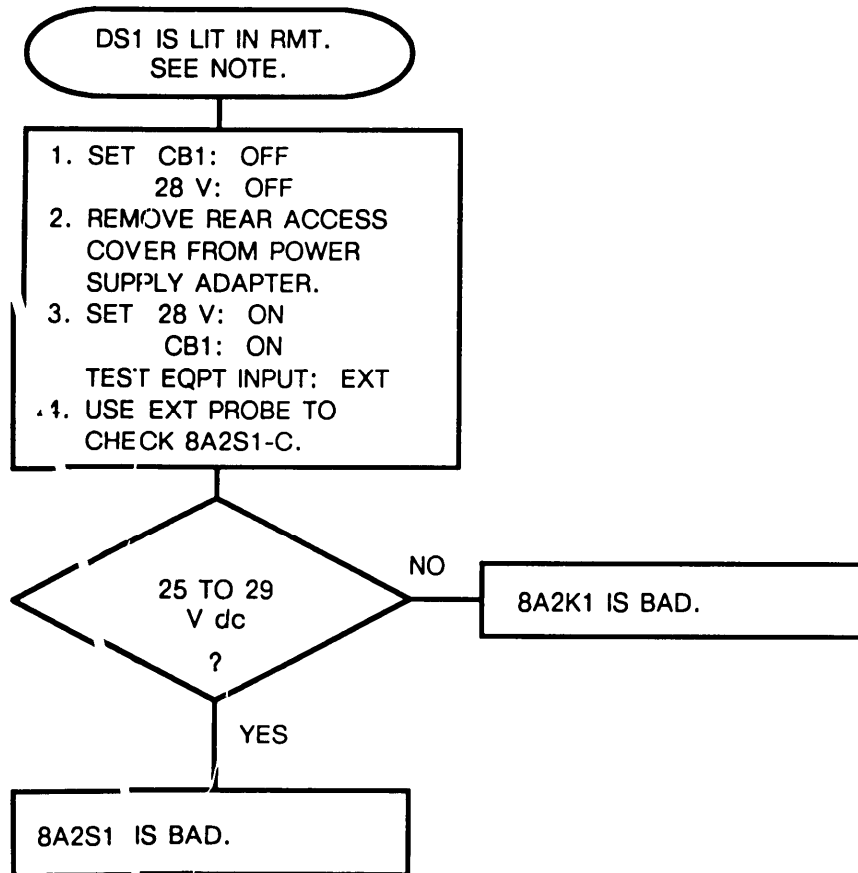 DS1 IS LIT IN RMT.
SEE NOTE.
1. SET CB1: OFF
28 V: OFF
2. REMOVE REAR ACCESS
COVER FROM POWER
SUPPLY ADAPTER.
3. SET 28 V: ON
CB1: ON
TEST EQPT INPUT: EXT
4. USE EXT PROBE TO
CHECK 8A2S1-C.
25 TO 29
V dc
?
NO
8A2K1 IS BAD.
YES
8A2S1 IS BAD.